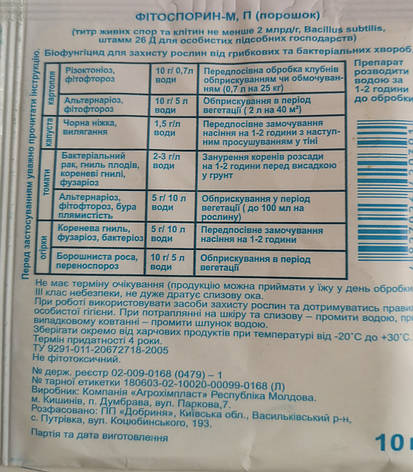 ФІТОСПОРИН-М, П (порошок)
(титр живих спор та клітин не менше 2 млрд/г, Bacillus subtilis,
штамм 26 Д для особистих підсобних господарств)
Біофунгіцид для захисту рослин від грибкових та бактеріальних хвороб.
Перед застосуванням уважно прочитати інструкцію.
картопля
Різоктоніоз, фітофтороз
10 г/ 0,7л води
Передпосівна обробка клубнів обприскуванням чи обмочуван-
ням (0,7 л на 25 кг)
Альтернаріоз, фітофтороз
10 г/ 5 л води
Обприскування в період вегетації ( 2 л на 40 м²)
капуста
Чорна ніжка, вилягання
1,5 г/л води
Передпосівне замочування насіння на 1-2 години з наступ-
ним просушуванням у тіні
томати
Бактеріальний рак, гниль плодів, кореневі гнилі, фузаріоз
2-3 г/л води
Занурення коренів розсади на 1-2 години перед висадкою у грунт
Альтернаріоз, фітофтороз, бура плямистість
5 г/ 10 л води
Обприскування у період вегетації ( до 100 мл на рослину)
огірки
Коренева гниль, фузаріоз, бактеріоз
5 г/ 10 л води
Передпосівне замочування насіння на 1-2 години
Борошниста роса, переноспороз
10 г/ 5 л води
Обприскування в період вегетації
Препарат
розводити
водою за
1-2 години
до обробки
Не має терміну очікування (продукцію можна приймати у їжу у день обробки
III клас небезпеки, не дуже дратує слизову ока.
При роботі використовувати засоби захисту рослин та дотримуватись правил
особистої гігієни. При потраплянні на шкіру та слизову – промити водою, при
випадковому ковтанні – промити шлунок водою.
Зберігати окремо від харчових продуктів при температурі від -20°С до +30°С.
Термін придатності 4 роки.
ТУ 9291-011-20672718-2005
Не фітотоксичний.
№ держ. реєстр 02-009-0168 (0479) – 1
№ тарної етикетки 180603-02-10020-00099-0168 (Л)
Виробник: Компанія «Агрохімпласт» Республіка Молдова.
м. Кишинів, п. Думбрава, вул. Паркова,7.
Розфасовано: ПП «Добриня», Київська обл., Васильківський р-н,
с. Путрівка, вул. Коцюбинського, 193.
Партія та дата виготовлення
10